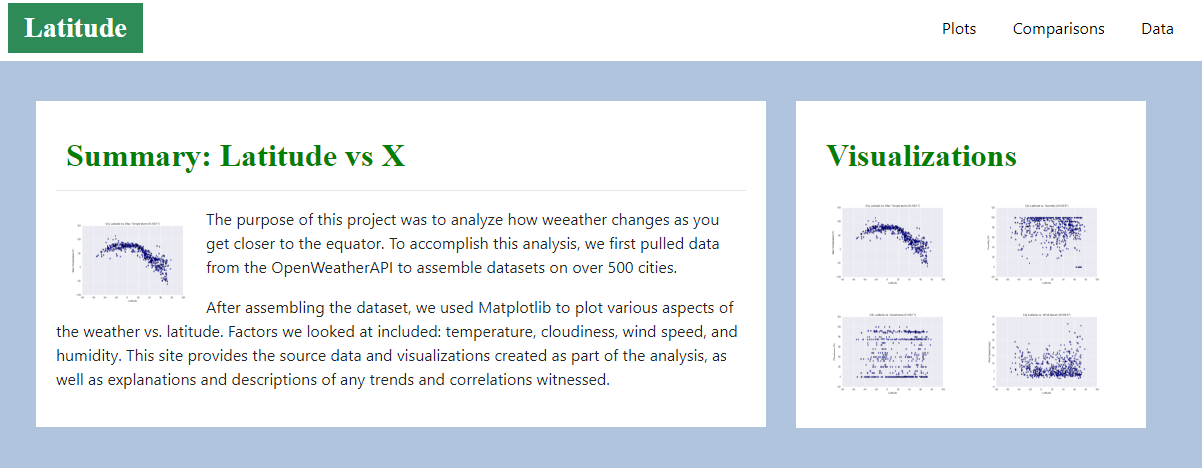 Latitude
Plots
Comparisons
Data
Summary: Latitude vs X
The purpose of this project was to analyze how weeather changes as you
get closer to the equator. To accomplish this analysis, we first pulled data
from the OpenWeatherAPI to assemble datasets on over 500 cities.
After assembling the dataset, we used Matplotlib to plot various aspects of
the weather vs. latitude. Factors we looked at included: temperature, cloudiness, wind speed, and
humidity. This site provides the source data and visualizations created as part of the analysis, as
well as explanations and descriptions of any trends and correlations witnessed.
Latitude
Visualizations
Latitude
Latitude
Latitude
Latitude